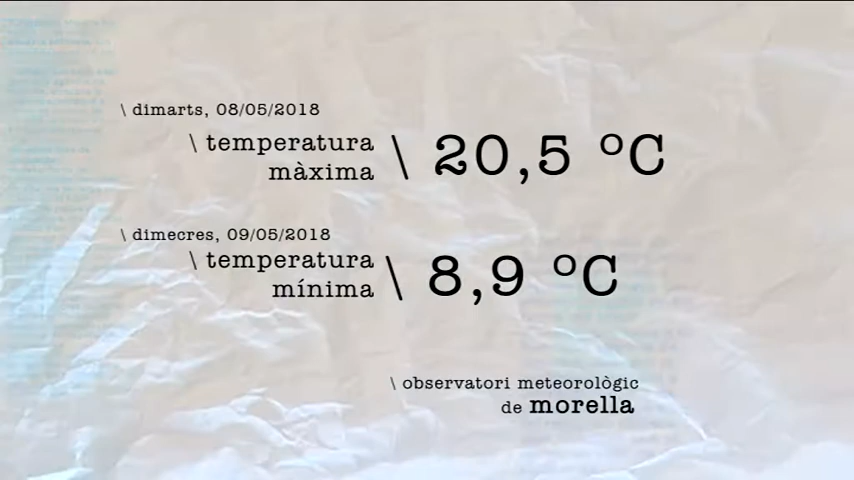 \ dimarts, 08/05/2018
\ temperatura
màxima \ 20,5 ºC
\ dimecres, 09/05/2018
\ temperatura
mínima \ 8,9 ºC
\ observatori meteorològic
de morella